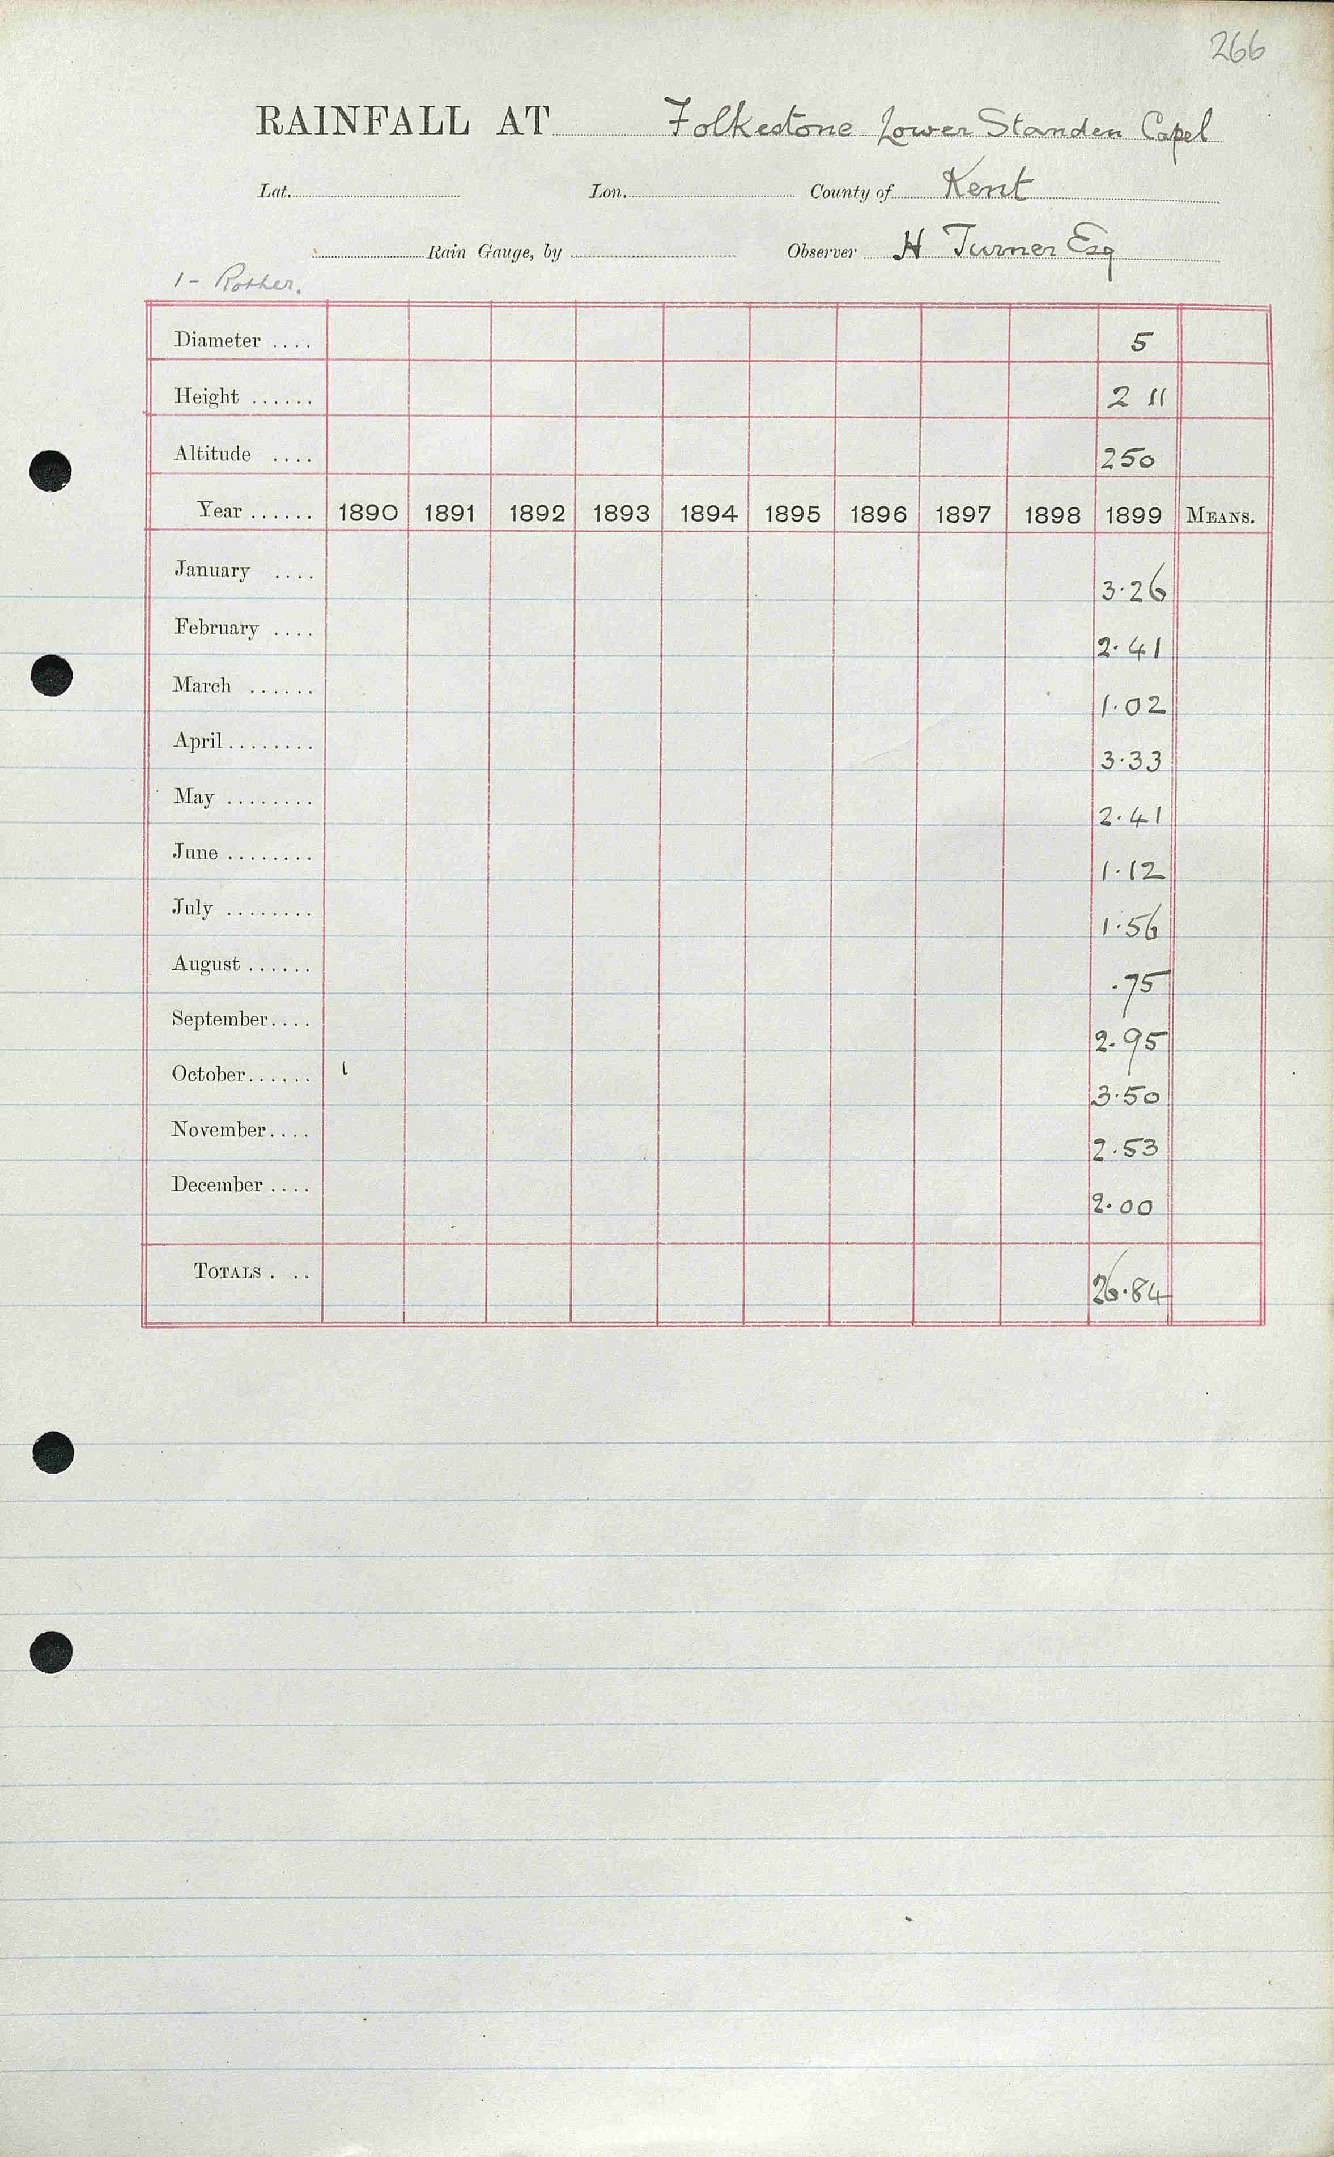 266
RAINFALL AT Folkestone Lower Standen Capel
Lat. Lon. County of Kent
Rain Gauge, by Observer H Turner Esq
1 - Rother.
Diameter .... 5
Height ...... 2 11
Altitude .... 250
Year ...... 1890 1891 1892 1893 1894 1895 1896 1897 1898 1899 MEANS.
January .... 3.26
February .... 2.41
March ...... 1.02
April ........ 3.33
May ........ 2.41
June ........ 1.12
July ........ 1.56
August ...... .75
September.... 2.95
October...... 3.50
November.... 2.53
December .... 2.00
TOTALS . .. 26.84